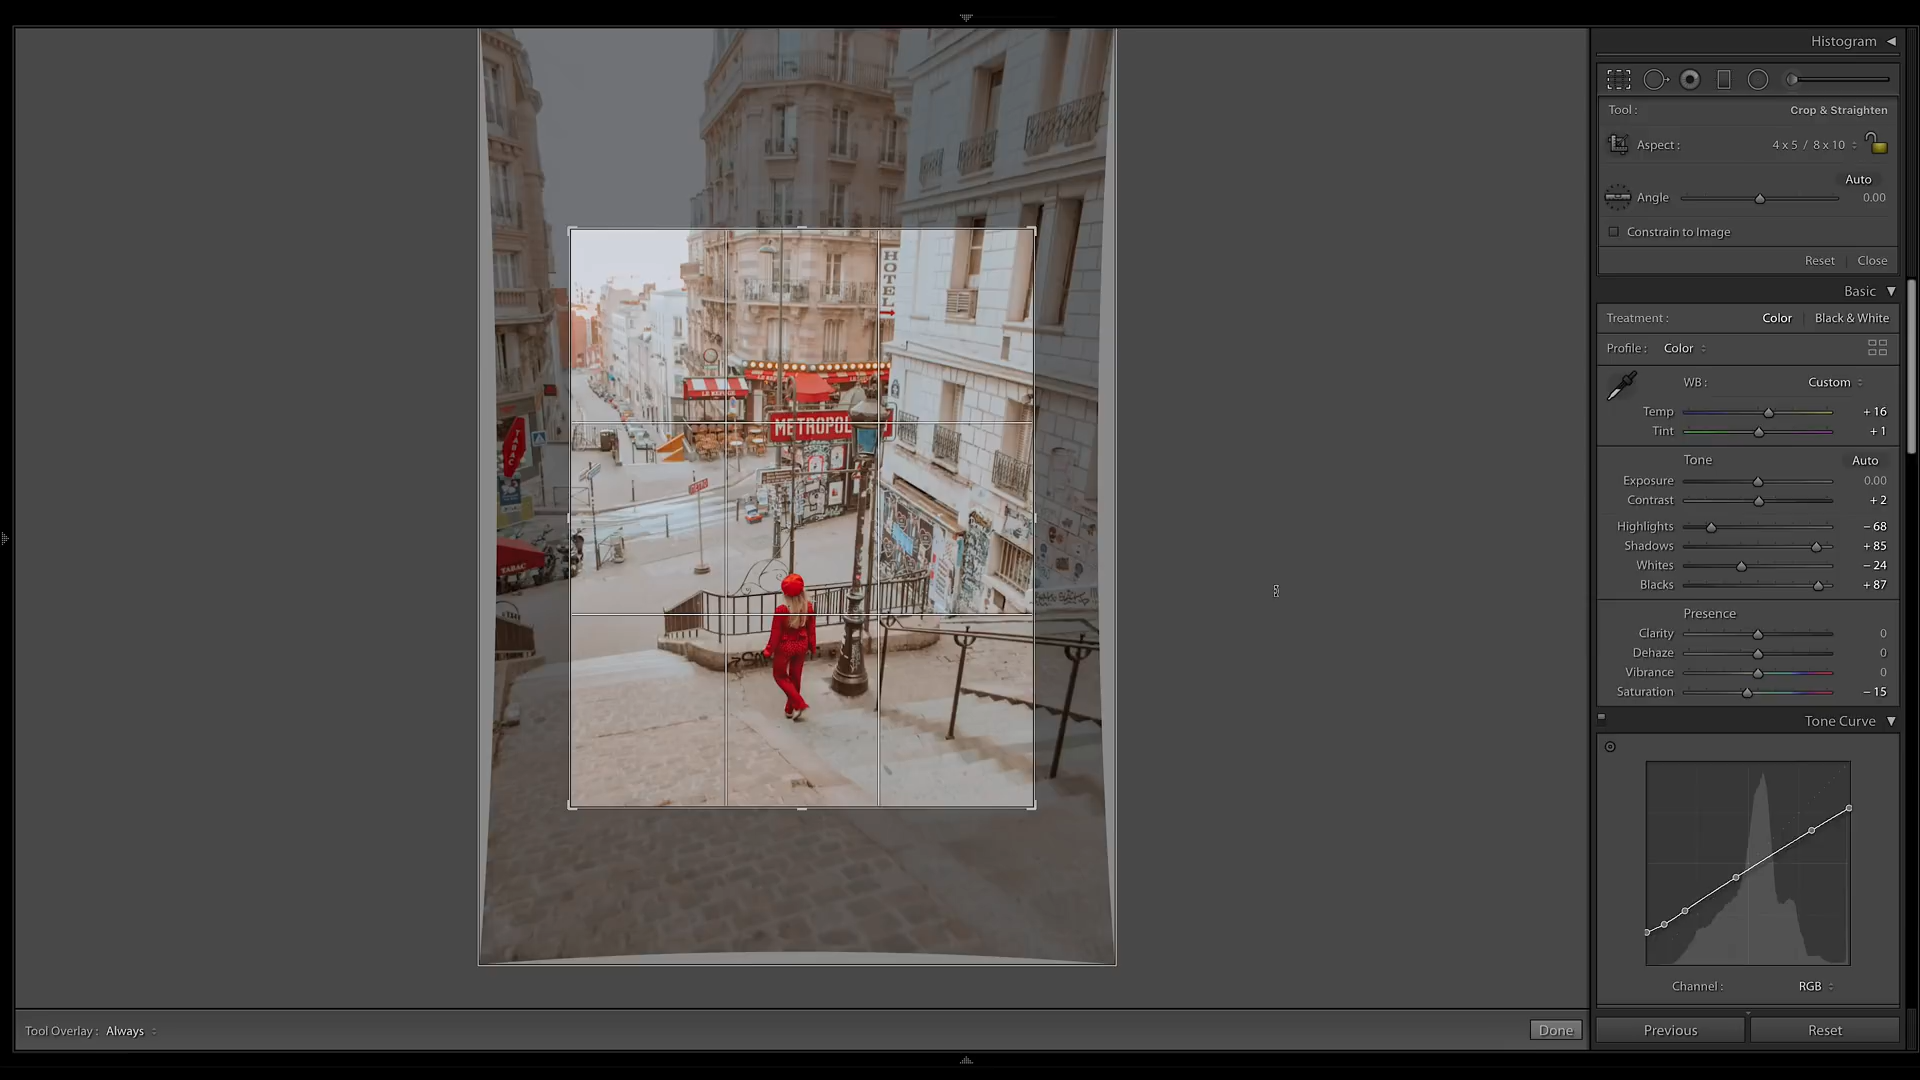 Histogram
Tool : Crop & Straighten
Aspect : 4 x 5 / 8 x 10
Auto
Angle 0.00
Constrain to Image
Reset Close
Basic
Treatment : Color Black & White
Profile : Color
WB : Custom
Temp + 16
Tint + 1
Tone Auto
Exposure 0.00
Contrast + 2
Highlights – 68
Shadows + 85
Whites – 24
Blacks + 87
Presence
Clarity 0
Dehaze 0
Vibrance 0
Saturation – 15
Tone Curve
Channel : RGB
Previous Reset
HOTEL
METROPOL
TABAC
TABAC
METRO
Tool Overlay : Always
Done